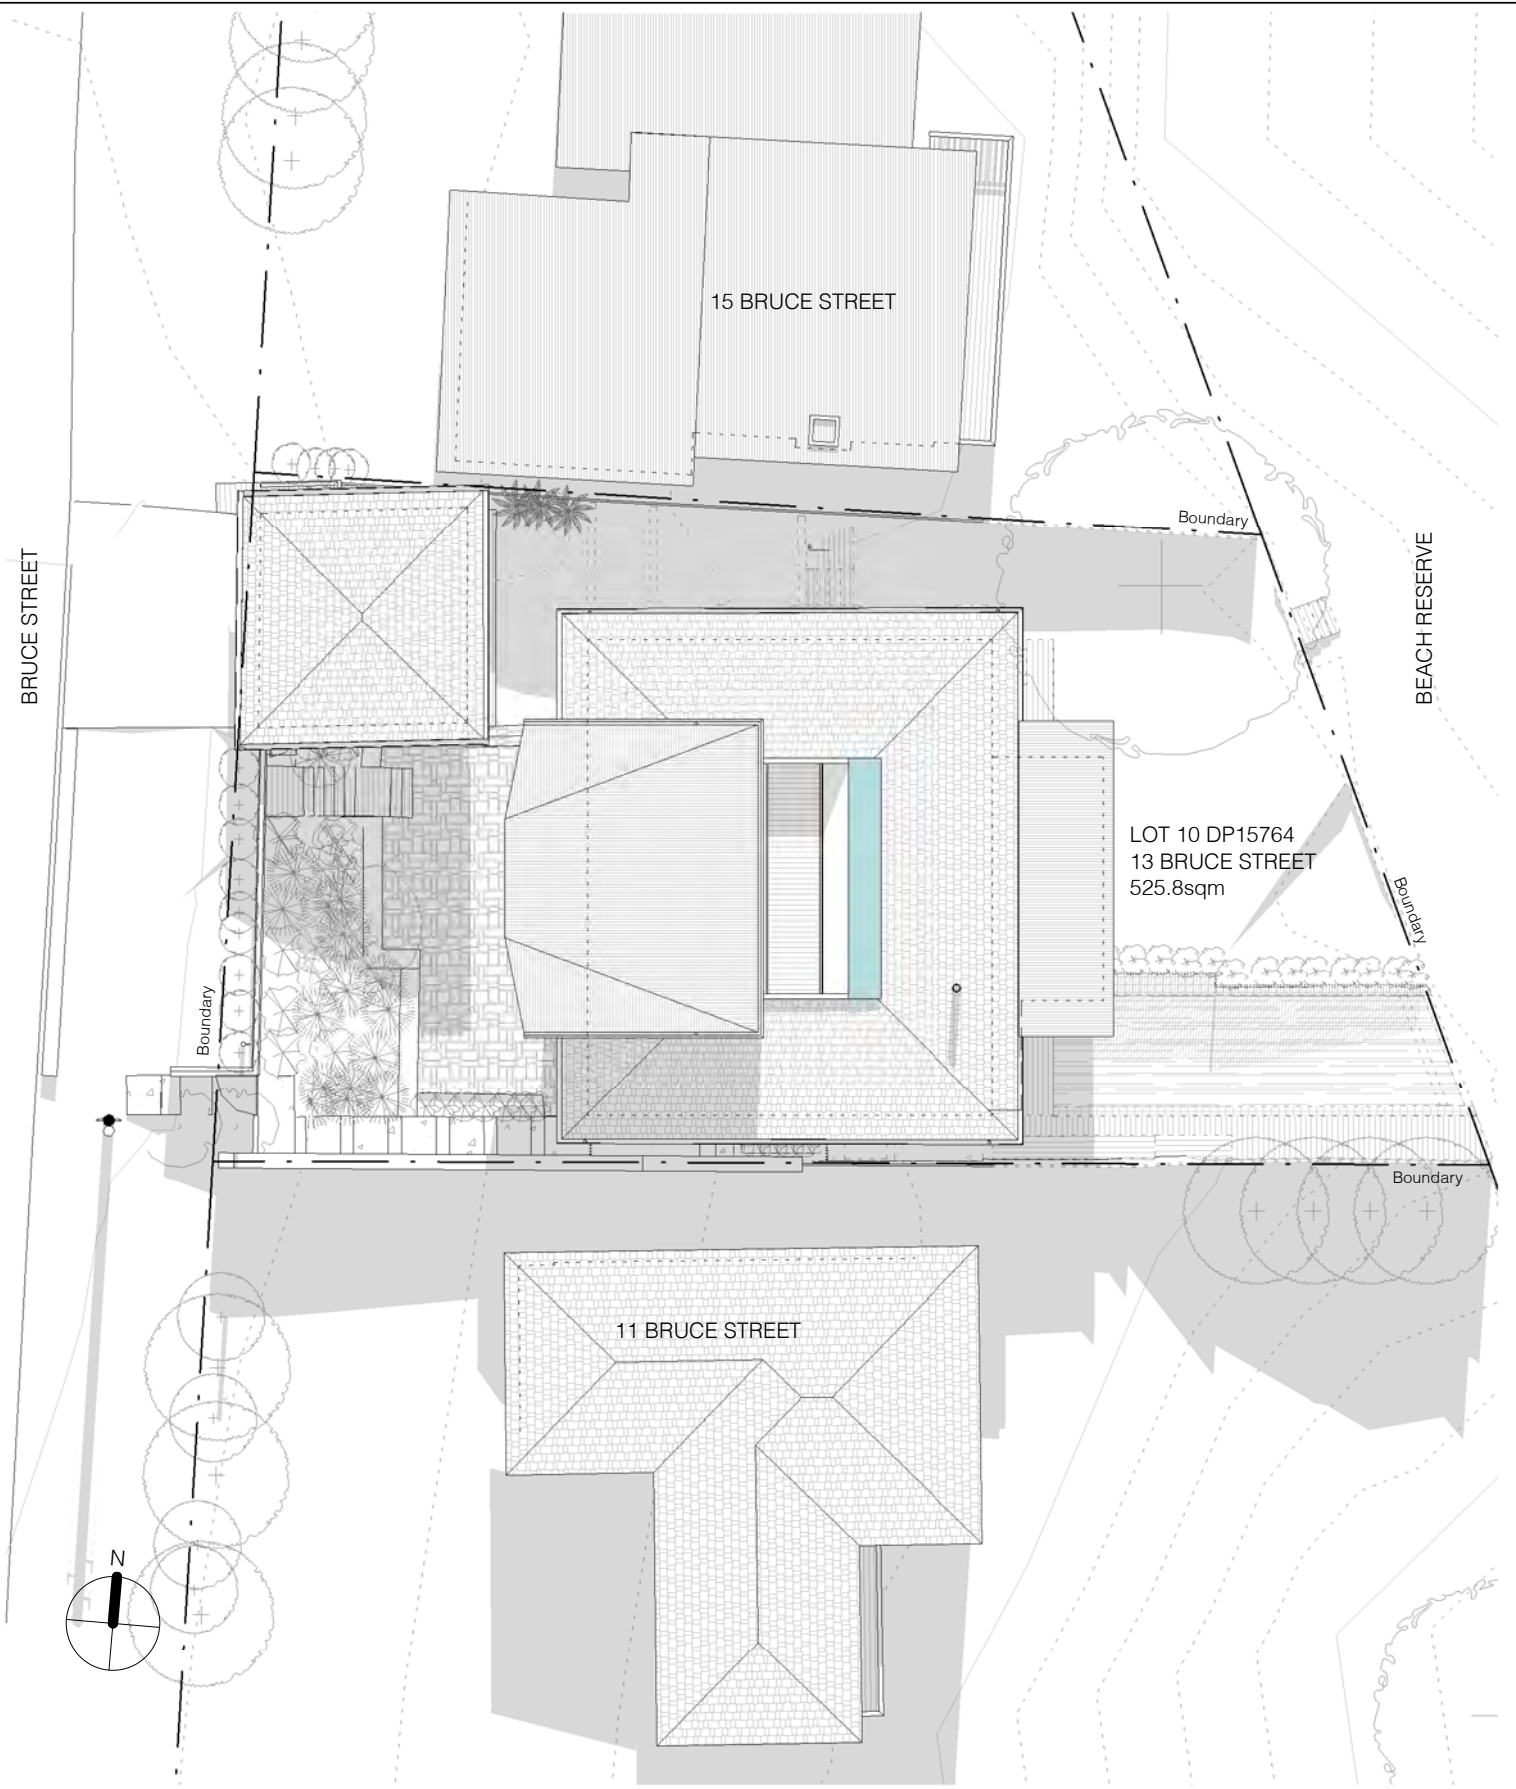 15 BRUCE STREET
Boundary
BRUCE STREET
BEACH RESERVE
LOT 10 DP15764
13 BRUCE STREET
525.8sqm
Boundary
Boundary
Boundary
11 BRUCE STREET
N